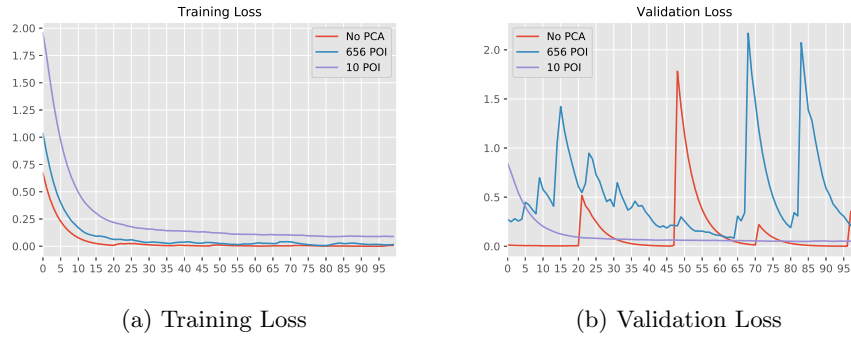 Training Loss
2.00
1.75
1.50
1.25
1.00
0.75
0.50
0.25
0.00
No PCA
656 POI
10 POI
0 5 10 15 20 25 30 35 40 45 50 55 60 65 70 75 80 85 90 95
(a) Training Loss
Validation Loss
2.0
1.5
1.0
0.5
0.0
No PCA
656 POI
10 POI
0 5 10 15 20 25 30 35 40 45 50 55 60 65 70 75 80 85 90 95
(b) Validation Loss